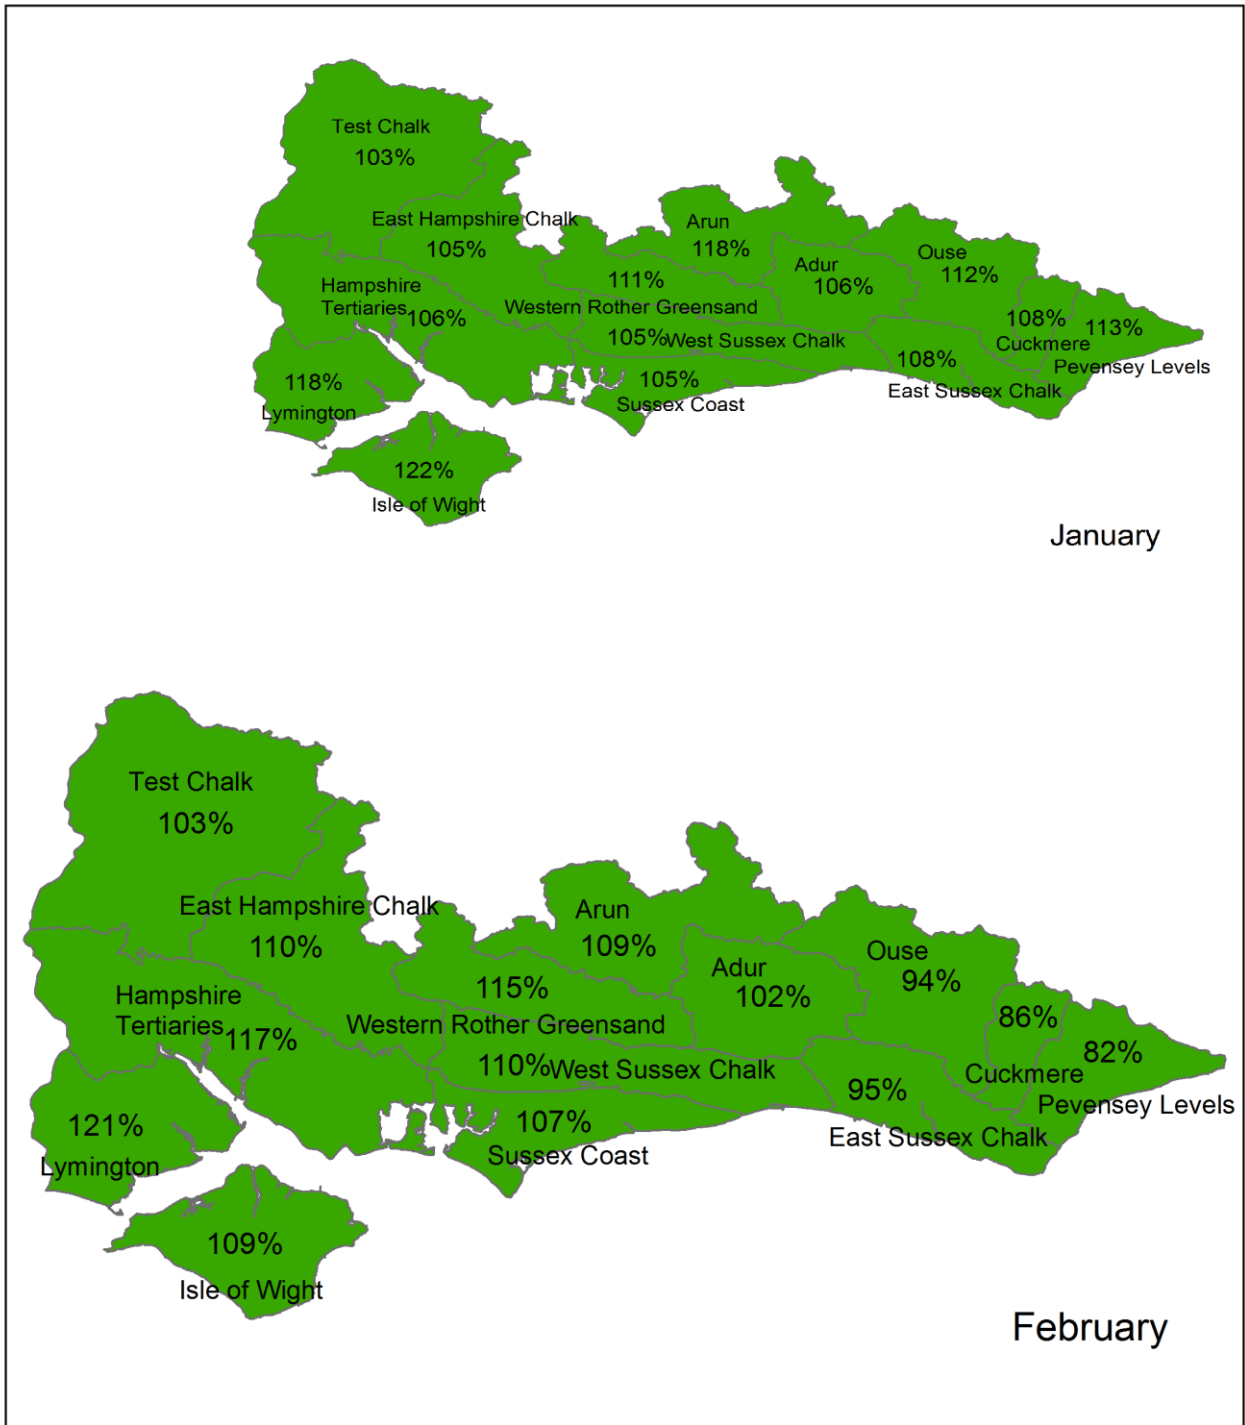 Test Chalk
103%
East Hampshire Chalk
105%
Arun
118%
Ouse
112%
Adur
106%
111%
Hampshire
Tertiaries
106%
Western Rother Greensand
108%
Cuckmere
113%
Pevensey Levels
105%
West Sussex Chalk
108%
East Sussex Chalk
118%
Lymington
105%
Sussex Coast
122%
Isle of Wight
January
Test Chalk
103%
East Hampshire Chalk
110%
Arun
109%
Ouse
94%
Adur
102%
115%
Hampshire
Tertiaries
117%
Western Rother Greensand
86%
Cuckmere
82%
Pevensey Levels
110%
West Sussex Chalk
95%
East Sussex Chalk
121%
Lymington
107%
Sussex Coast
109%
Isle of Wight
February